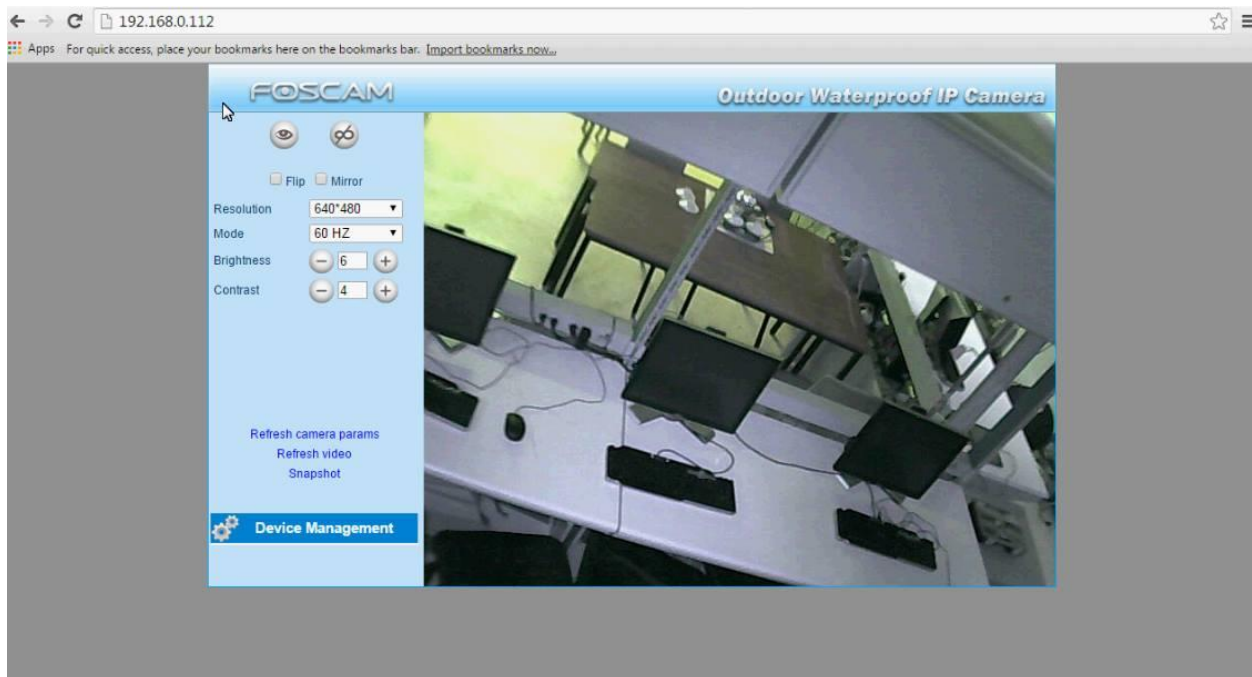 192.168.0.112
Apps For quick access, place your bookmarks here on the bookmarks bar. Import bookmarks now...
FOSCAM
Outdoor Waterproof IP Camera
Flip Mirror
Resolution 640*480
Mode 60 HZ
Brightness 6
Contrast 4
Refresh camera params
Refresh video
Snapshot
Device Management